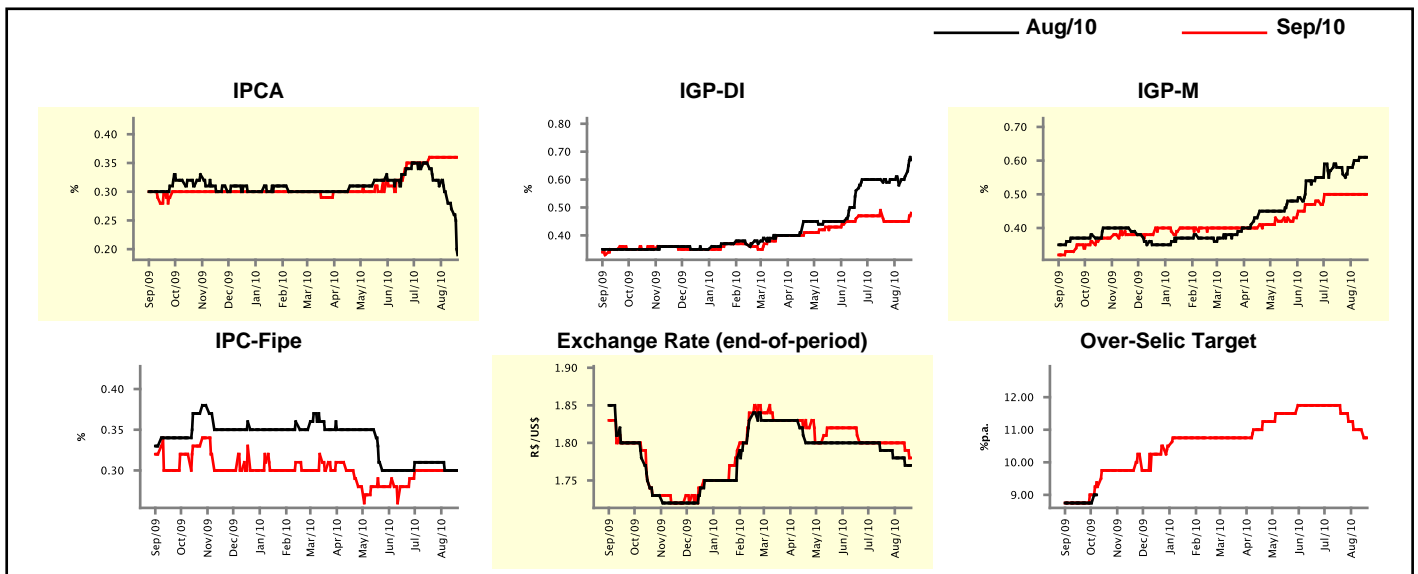 Aug/10 Sep/10
IPCA
0.40
0.35
0.30
0.25
0.20
%
Sep/09 Oct/09 Nov/09 Dec/09 Jan/10 Feb/10 Mar/10 Apr/10 May/10 Jun/10 Jul/10 Aug/10
IGP-DI
0.80
0.60
0.50
0.40
%
Sep/09 Oct/09 Nov/09 Dec/09 Jan/10 Feb/10 Mar/10 Apr/10 May/10 Jun/10 Jul/10 Aug/10
IGP-M
0.70
0.60
0.50
0.40
%
Sep/09 Oct/09 Nov/09 Dec/09 Jan/10 Feb/10 Mar/10 Apr/10 May/10 Jun/10 Jul/10 Aug/10
IPC-Fipe
0.40
0.35
0.30
%
Sep/09 Oct/09 Nov/09 Dec/09 Jan/10 Feb/10 Mar/10 Apr/10 May/10 Jun/10 Jul/10 Aug/10
Exchange Rate (end-of-period)
1.90
1.85
1.80
1.75
R$/US$
Sep/09 Oct/09 Nov/09 Dec/09 Jan/10 Feb/10 Mar/10 Apr/10 May/10 Jun/10 Jul/10 Aug/10
Over-Selic Target
12.00
11.00
10.00
9.00
%p.a.
Sep/09 Oct/09 Nov/09 Dec/09 Jan/10 Feb/10 Mar/10 Apr/10 May/10 Jun/10 Jul/10 Aug/10